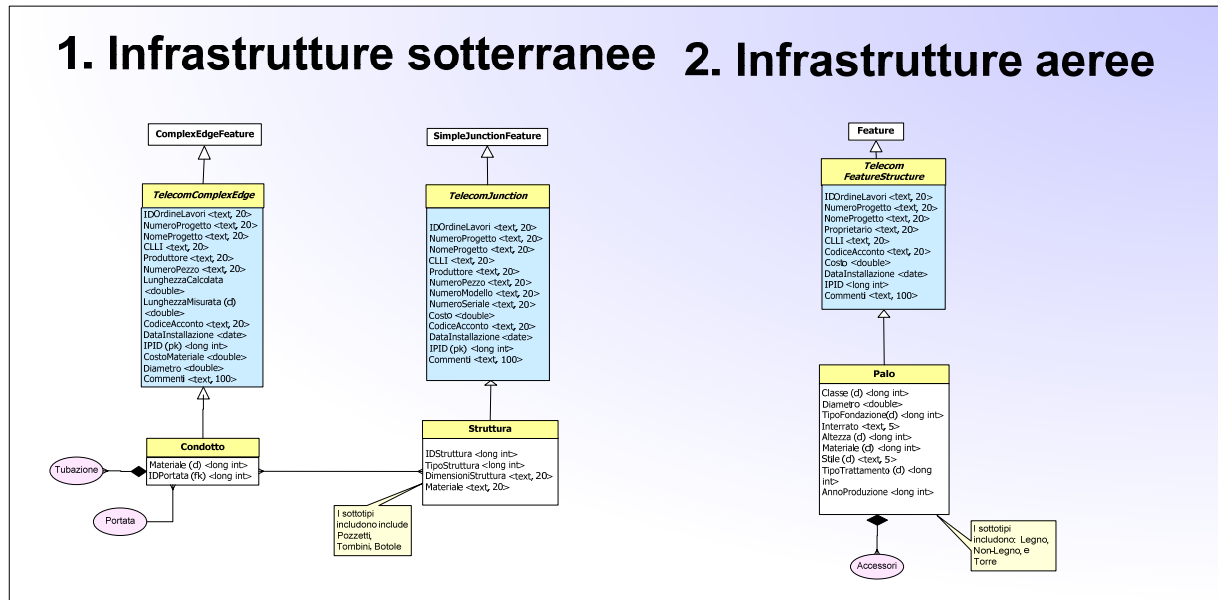 1. Infrastrutture sotterranee
2. Infrastrutture aeree
ComplexEdgeFeature
TelecomComplexEdge
IDOrdineLavori <text, 20>
NumeroProgetto <text, 20>
NomeProgetto <text, 20>
CLLI <text, 20>
Produttore <text, 20>
NumeroPezzo <text, 20>
LunghezzaCalcolata
<double>
LunghezzaMisurata (d)
<double>
CodiceAcconto <text, 20>
DataInstallazione <date>
IPID (pk) <long int>
CostoMateriale <double>
Diametro <double>
Commenti <text, 100>
Condotto
Materiale (d) <long int>
IDPortata (fk) <long int>
Tubazione
Portata
SimpleJunctionFeature
TelecomJunction
IDOrdineLavori <text, 20>
NumeroProgetto <text, 20>
NomeProgetto <text, 20>
CLLI <text, 20>
Produttore <text, 20>
NumeroPezzo <text, 20>
NumeroModello <text, 20>
NumeroSeriale <text, 20>
Costo <double>
CodiceAcconto <text, 20>
DataInstallazione <date>
IPID (pk) <long int>
Commenti <text, 100>
Struttura
IDStruttura <long int>
TipoStruttura <long int>
DimensioniStruttura <text, 20>
Materiale <text, 20>
I sottotipi
includono include
Pozzetti,
Tombini, Botole
Feature
Telecom
FeatureStructure
IDOrdineLavori <text, 20>
NumeroProgetto <text, 20>
NomeProgetto <text, 20>
Proprietario <text, 20>
CLLI <text, 20>
CodiceAcconto <text, 20>
Costo <double>
DataInstallazione <date>
IPID <long int>
Commenti <text, 100>
Palo
Classe (d) <long int>
Diametro <double>
TipoFondazione(d) <long int>
Interrato <text, 5>
Altezza (d) <long int>
Materiale (d) <long int>
Stile (d) <text, 5>
TipoTrattamento (d) <long
int>
AnnoProduzione <long int>
I sottotipi
includono: Legno,
Non-Legno, e
Torre
Accessori